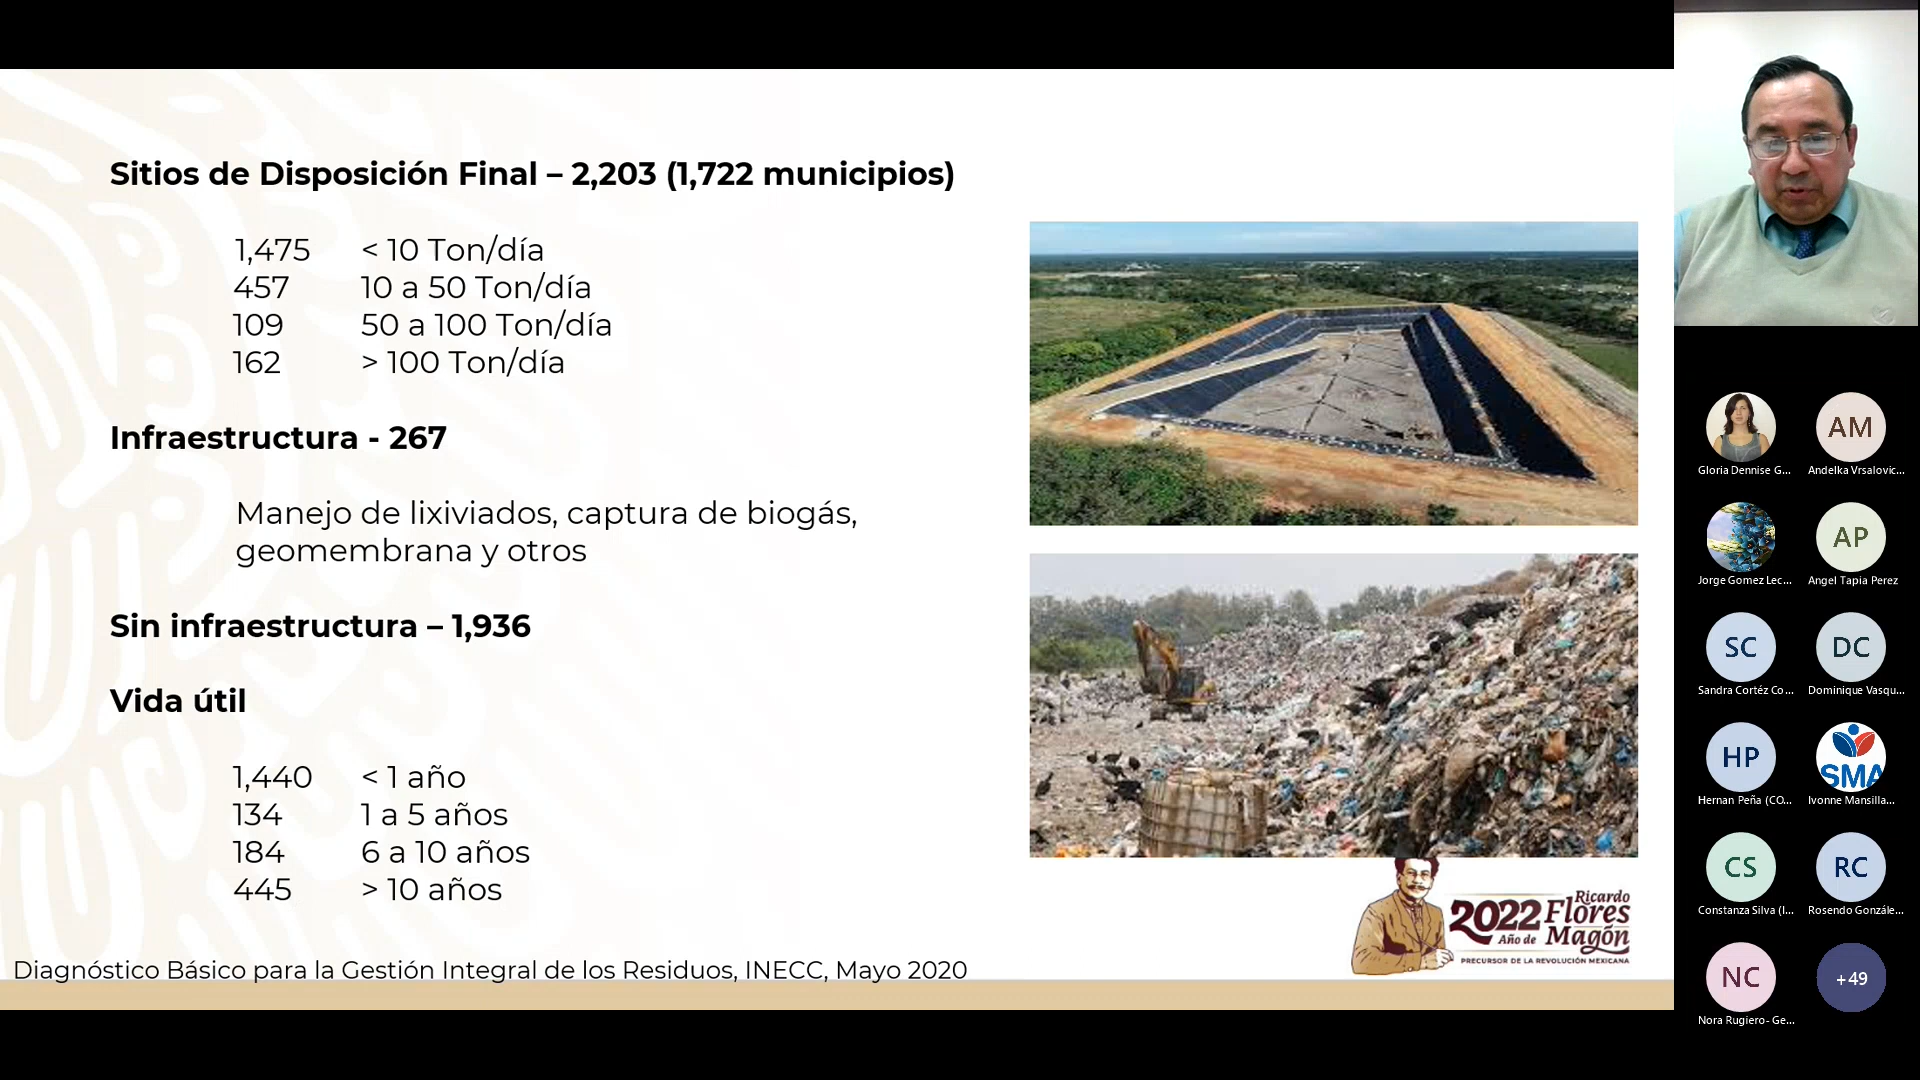 Sitios de Disposición Final – 2,203 (1,722 municipios)
1,475 < 10 Ton/día
457 10 a 50 Ton/día
109 50 a 100 Ton/día
162 > 100 Ton/día
Infraestructura - 267
Manejo de lixiviados, captura de biogás,
geomembrana y otros
Sin infraestructura – 1,936
Vida útil
1,440 < 1 año
134 1 a 5 años
184 6 a 10 años
445 > 10 años
Diagnóstico Básico para la Gestión Integral de los Residuos, INECC, Mayo 2020
2022 Ricardo
Flores
Año de Magón
PRECURSOR DE LA REVOLUCIÓN MEXICANA
AM
Gloria Dennise G... Andelka Vrsalovic...
AP
Jorge Gomez Lec... Angel Tapia Perez
SC DC
Sandra Cortéz Co... Dominique Vasqu...
HP SMA
Hernan Peña (CO... Ivonne Mansilla...
CS RC
Constanza Silva (I... Rosendo Gonzále...
NC +49
Nora Rugiero- Ge...